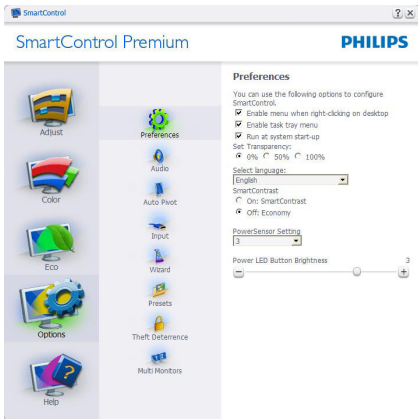 SmartControl
SmartControl Premium
PHILIPS
Adjust
Color
Eco
Options
Help
Preferences
Audio
Auto Pivot
Input
Wizard
Presets
Theft Deterrence
Multi Monitors
Preferences
You can use the following options to configure
SmartControl.
Enable menu when right-clicking on desktop
Enable task tray menu
Run at system start-up
Set Transparency:
0% 50% 100%
Select language:
English
SmartContrast
On: SmartContrast
Off: Economy
PowerSensor Setting
3
Power LED Button Brightness 3